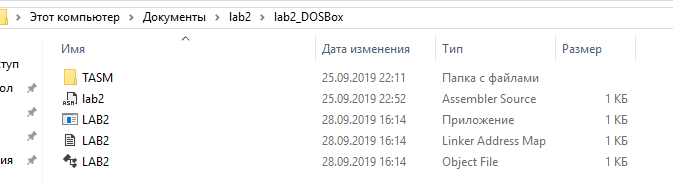 Этот компьютер > Документы > lab2 > lab2_DOSBox
Имя Дата изменения Тип Размер
ступ
TASM 25.09.2019 22:11 Папка с файлами
ол lab2 25.09.2019 22:52 Assembler Source 1 КБ
LAB2 28.09.2019 16:14 Приложение 1 КБ
LAB2 28.09.2019 16:14 Linker Address Map 1 КБ
ия LAB2 28.09.2019 16:14 Object File 1 КБ